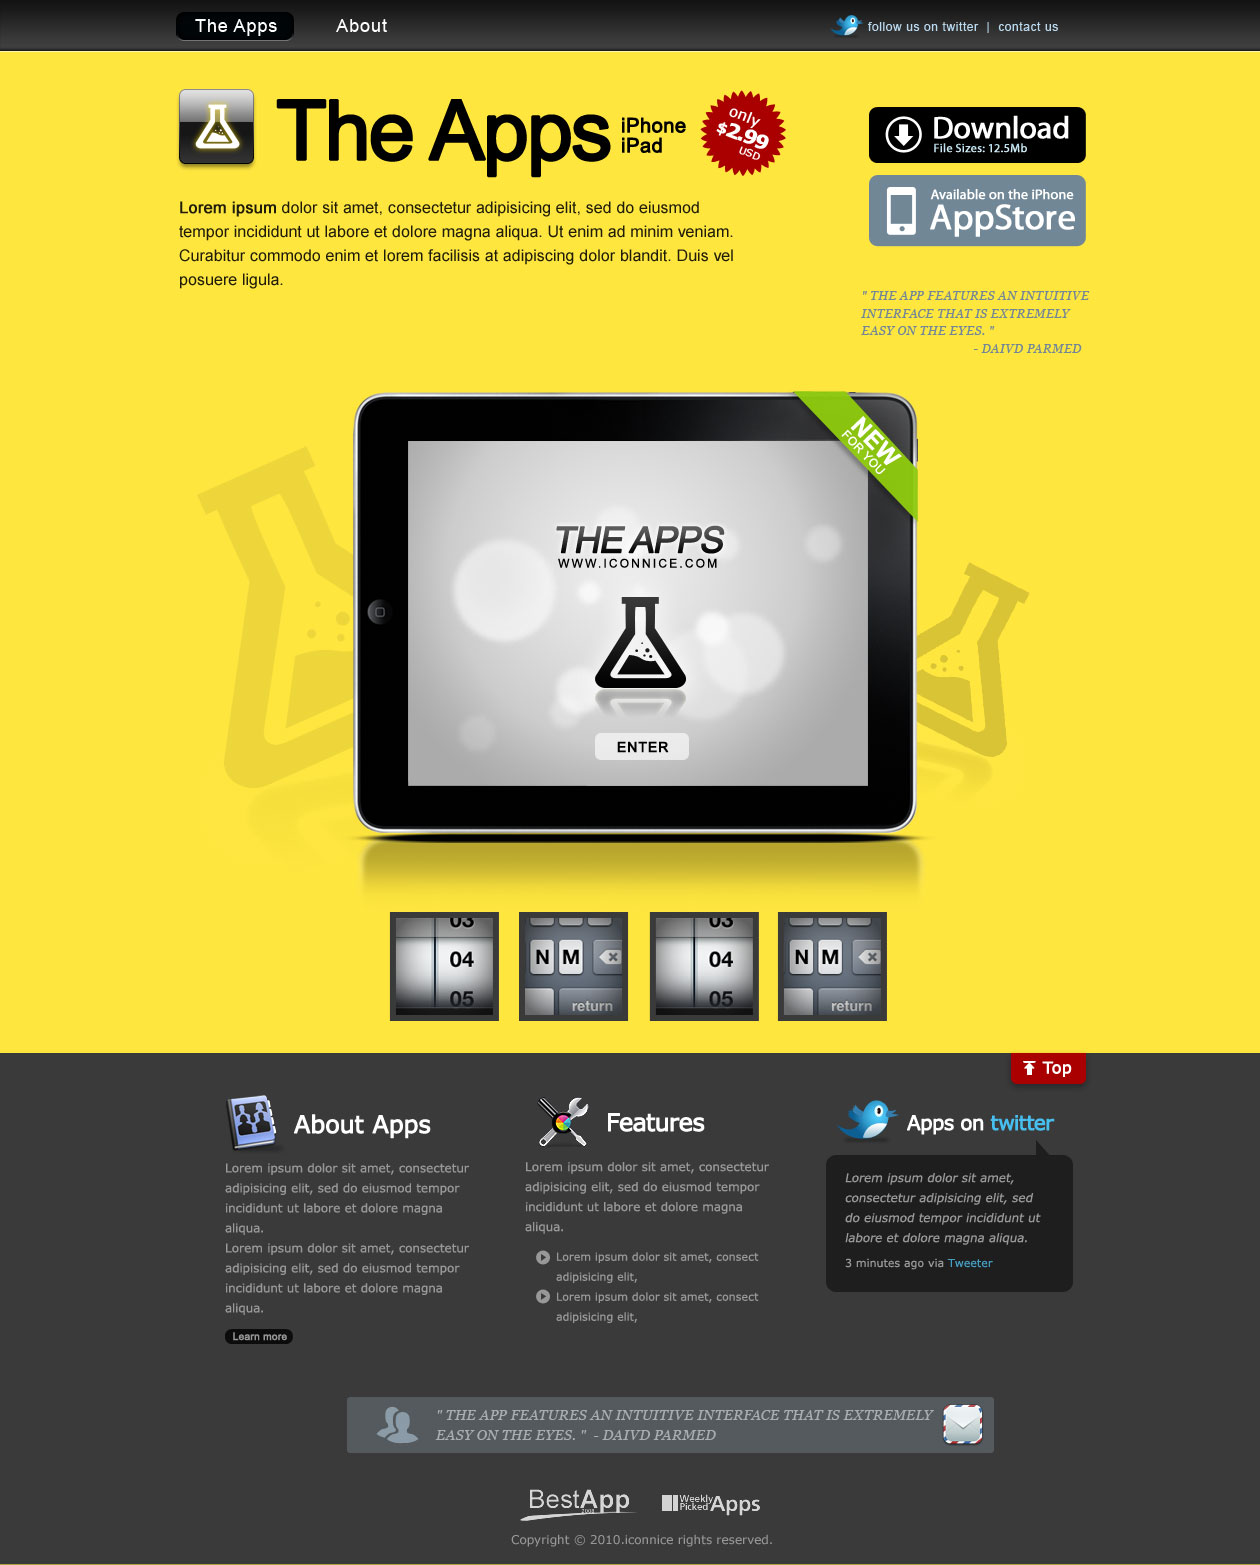 The Apps
About
follow us on twitter | contact us
The Apps
iPhone
iPad
only
$2.99
USD
Download
File Sizes: 12.5Mb
Available on the iPhone
AppStore
Lorem ipsum dolor sit amet, consectetur adipisicing elit, sed do eiusmod
tempor incididunt ut labore et dolore magna aliqua. Ut enim ad minim veniam.
Curabitur commodo enim et lorem facilisis at adipiscing dolor blandit. Duis vel
posuere ligula.
" THE APP FEATURES AN INTUITIVE
INTERFACE THAT IS EXTREMELY
EASY ON THE EYES. "
- DAIVD PARMED
NEW
FOR YOU
THE APPS
WWW.ICONNICE.COM
ENTER
03
04
05
N M
return
03
04
05
N M
return
Top
About Apps
Lorem ipsum dolor sit amet, consectetur
adipisicing elit, sed do eiusmod tempor
incididunt ut labore et dolore magna
aliqua.
Lorem ipsum dolor sit amet, consectetur
adipisicing elit, sed do eiusmod tempor
incididunt ut labore et dolore magna
aliqua.
Learn more
Features
Lorem ipsum dolor sit amet, consectetur
adipisicing elit, sed do eiusmod tempor
incididunt ut labore et dolore magna
aliqua.
Lorem ipsum dolor sit amet, consect
adipisicing elit,
Lorem ipsum dolor sit amet, consect
adipisicing elit,
Apps on twitter
Lorem ipsum dolor sit amet,
consectetur adipisicing elit, sed
do eiusmod tempor incididunt ut
labore et dolore magna aliqua.
3 minutes ago via Tweeter
" THE APP FEATURES AN INTUITIVE INTERFACE THAT IS EXTREMELY
EASY ON THE EYES. " - DAIVD PARMED
BestApp
2008
Weekly
Picked
Apps
Copyright © 2010.iconnice rights reserved.